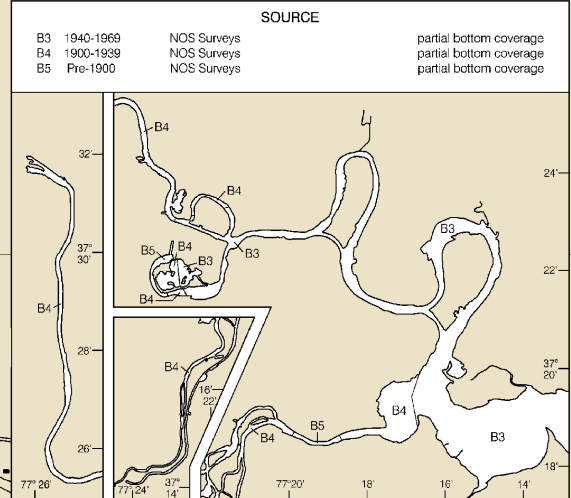 SOURCE
B3 1940-1969 NOS Surveys partial bottom coverage
B4 1900-1939 NOS Surveys partial bottom coverage
B5 Pre-1900 NOS Surveys partial bottom coverage
B4
32'
24'
B4
B3
37°
30'
B5 B4
B3
B3
22'
B4
B4
28'
B4
37°
20'
16'
22'
B4
B5
B4
B3
26'
18'
77° 26'
77° 24'
37°
14'
77° 20'
18'
16'
14'